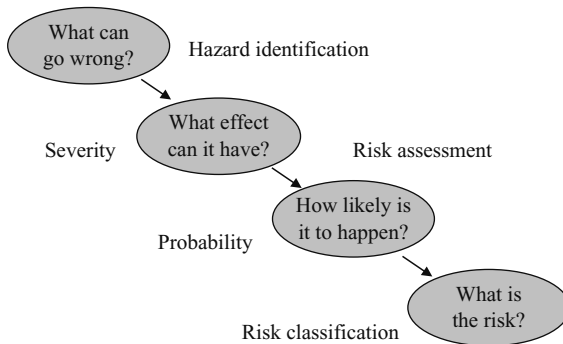 What can
go wrong?
Hazard identification
What effect
can it have?
Severity
Risk assessment
How likely is
it to happen?
Probability
What is
the risk?
Risk classification